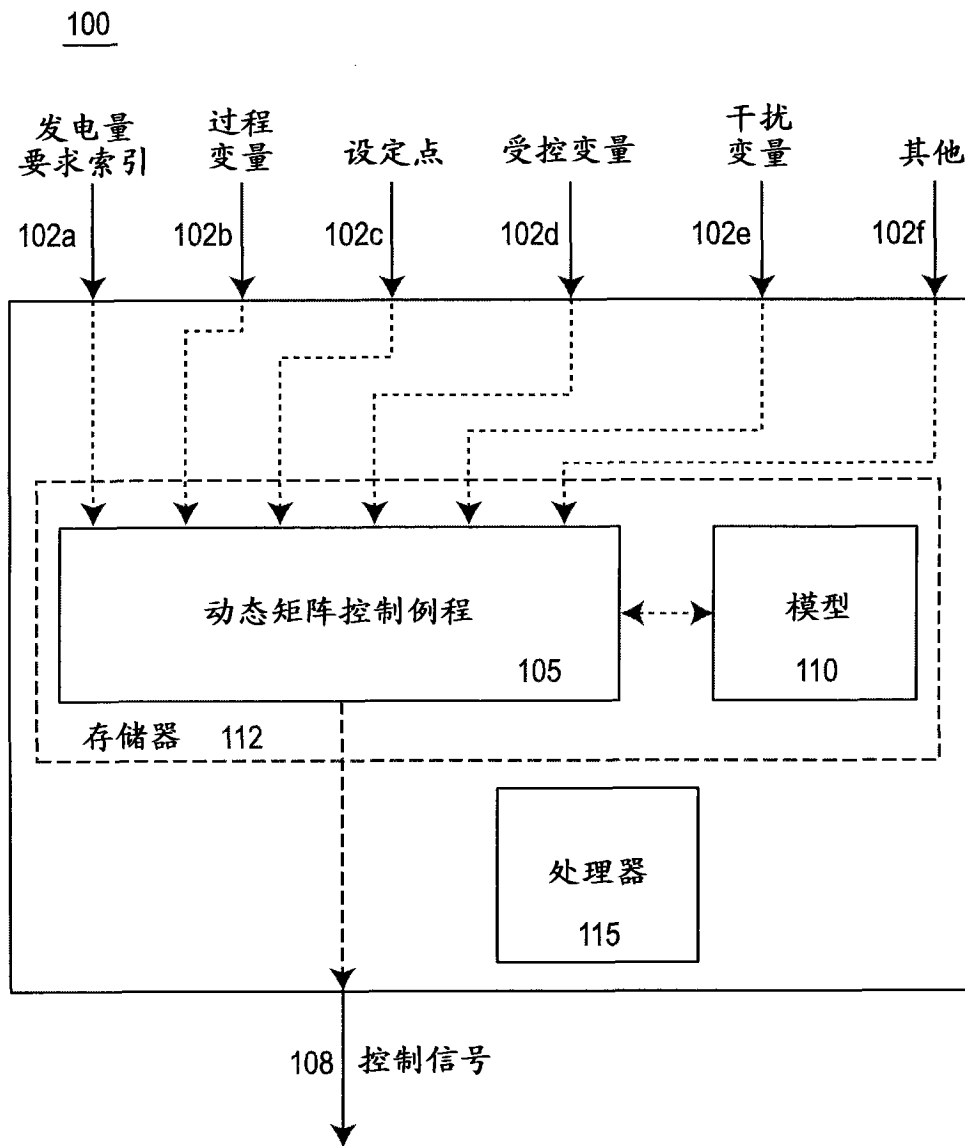 100
发电量
要求索引
过程
变量
设定点
受控变量
干扰
变量
其他
102a
102b
102c
102d
102e
102f
动态矩阵控制例程
105
模型
110
存储器 112
处理器
115
108 控制信号